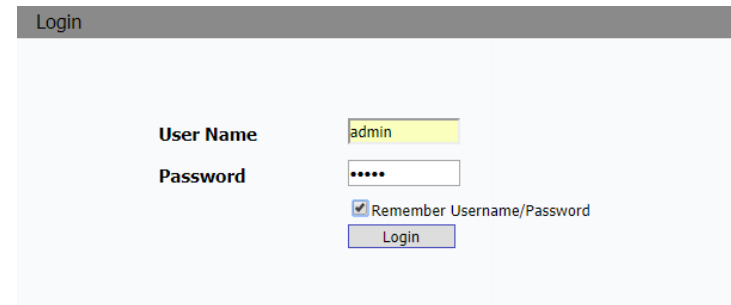 Login
User Name admin
Password •••••
Remember Username/Password
Login